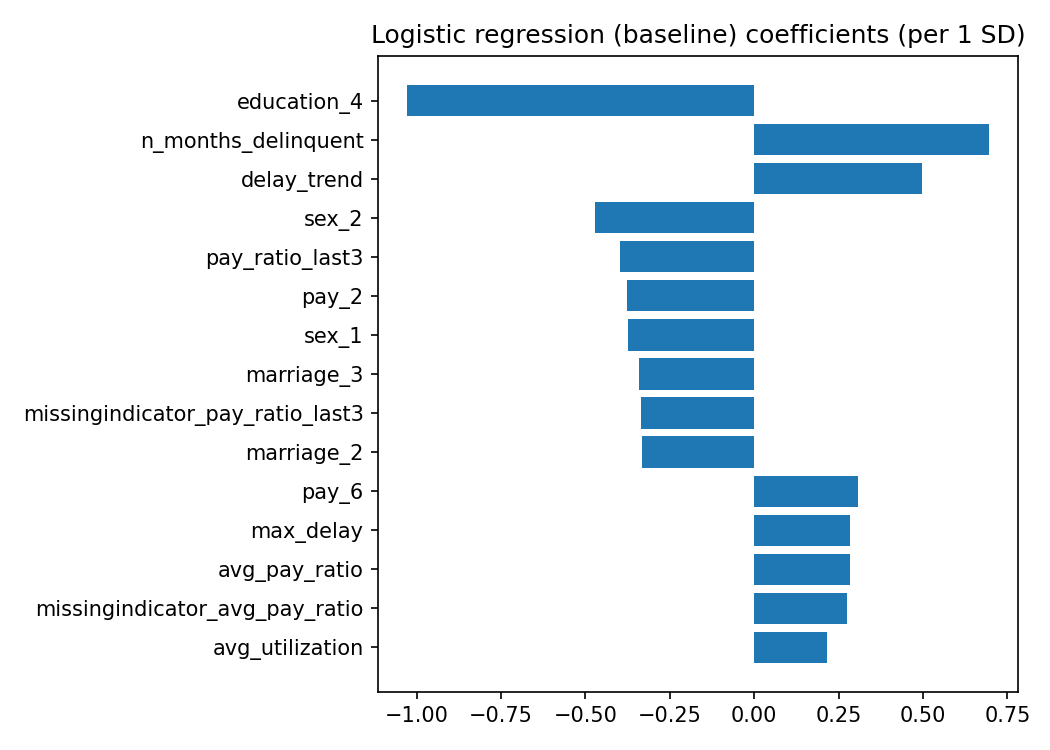 Logistic regression (baseline) coefficients (per 1 SD)
education_4
n_months_delinquent
delay_trend
sex_2
pay_ratio_last3
pay_2
sex_1
marriage_3
missingindicator_pay_ratio_last3
marriage_2
pay_6
max_delay
avg_pay_ratio
missingindicator_avg_pay_ratio
avg_utilization
−1.00 −0.75 −0.50 −0.25 0.00 0.25 0.50 0.75